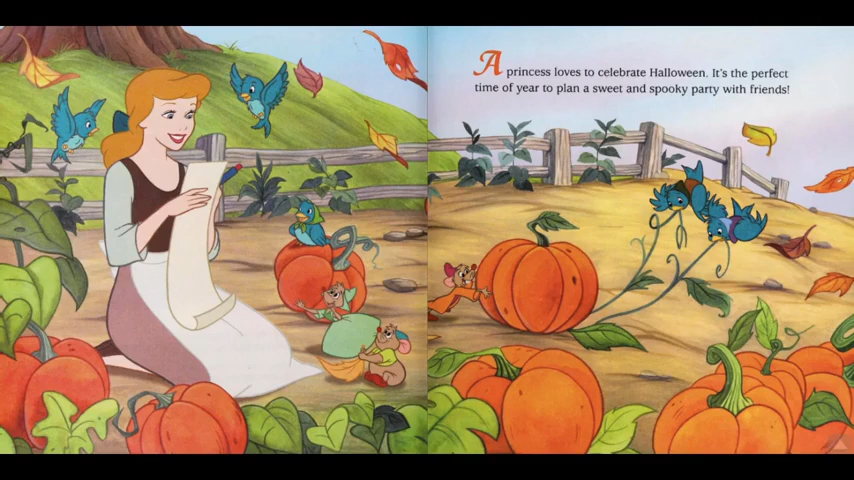 A princess loves to celebrate Halloween. It's the perfect
time of year to plan a sweet and spooky party with friends!